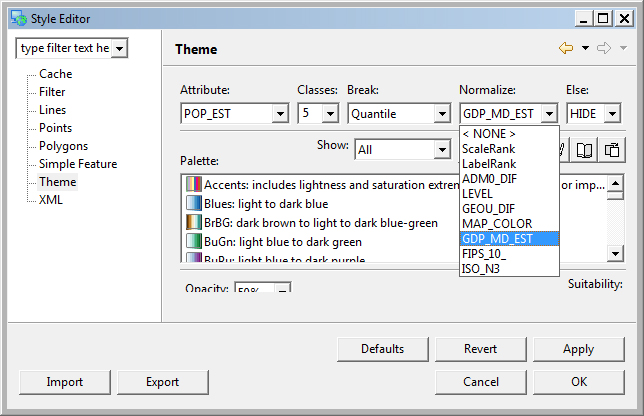 Style Editor
type filter text he
Cache
Filter
Lines
Points
Polygons
Simple Feature
Theme
XML
Theme
Attribute: Classes: Break: Normalize: Else:
POP_EST 5 Quantile GDP_MD_EST HIDE
< NONE >
ScaleRank
LabelRank
ADM0_DIF
LEVEL
GEOU_DIF
MAP_COLOR
GDP_MD_EST
FIPS_10_
ISO_N3
Show: All
Palette:
Accents: includes lightness and saturation extrem or imp...
Blues: light to dark blue
BrBG: dark brown to light to dark blue-green
BuGn: light blue to dark green
BuPu: light blue to dark purple
Opacity: 50% Suitability:
Defaults Revert Apply
Import Export Cancel OK